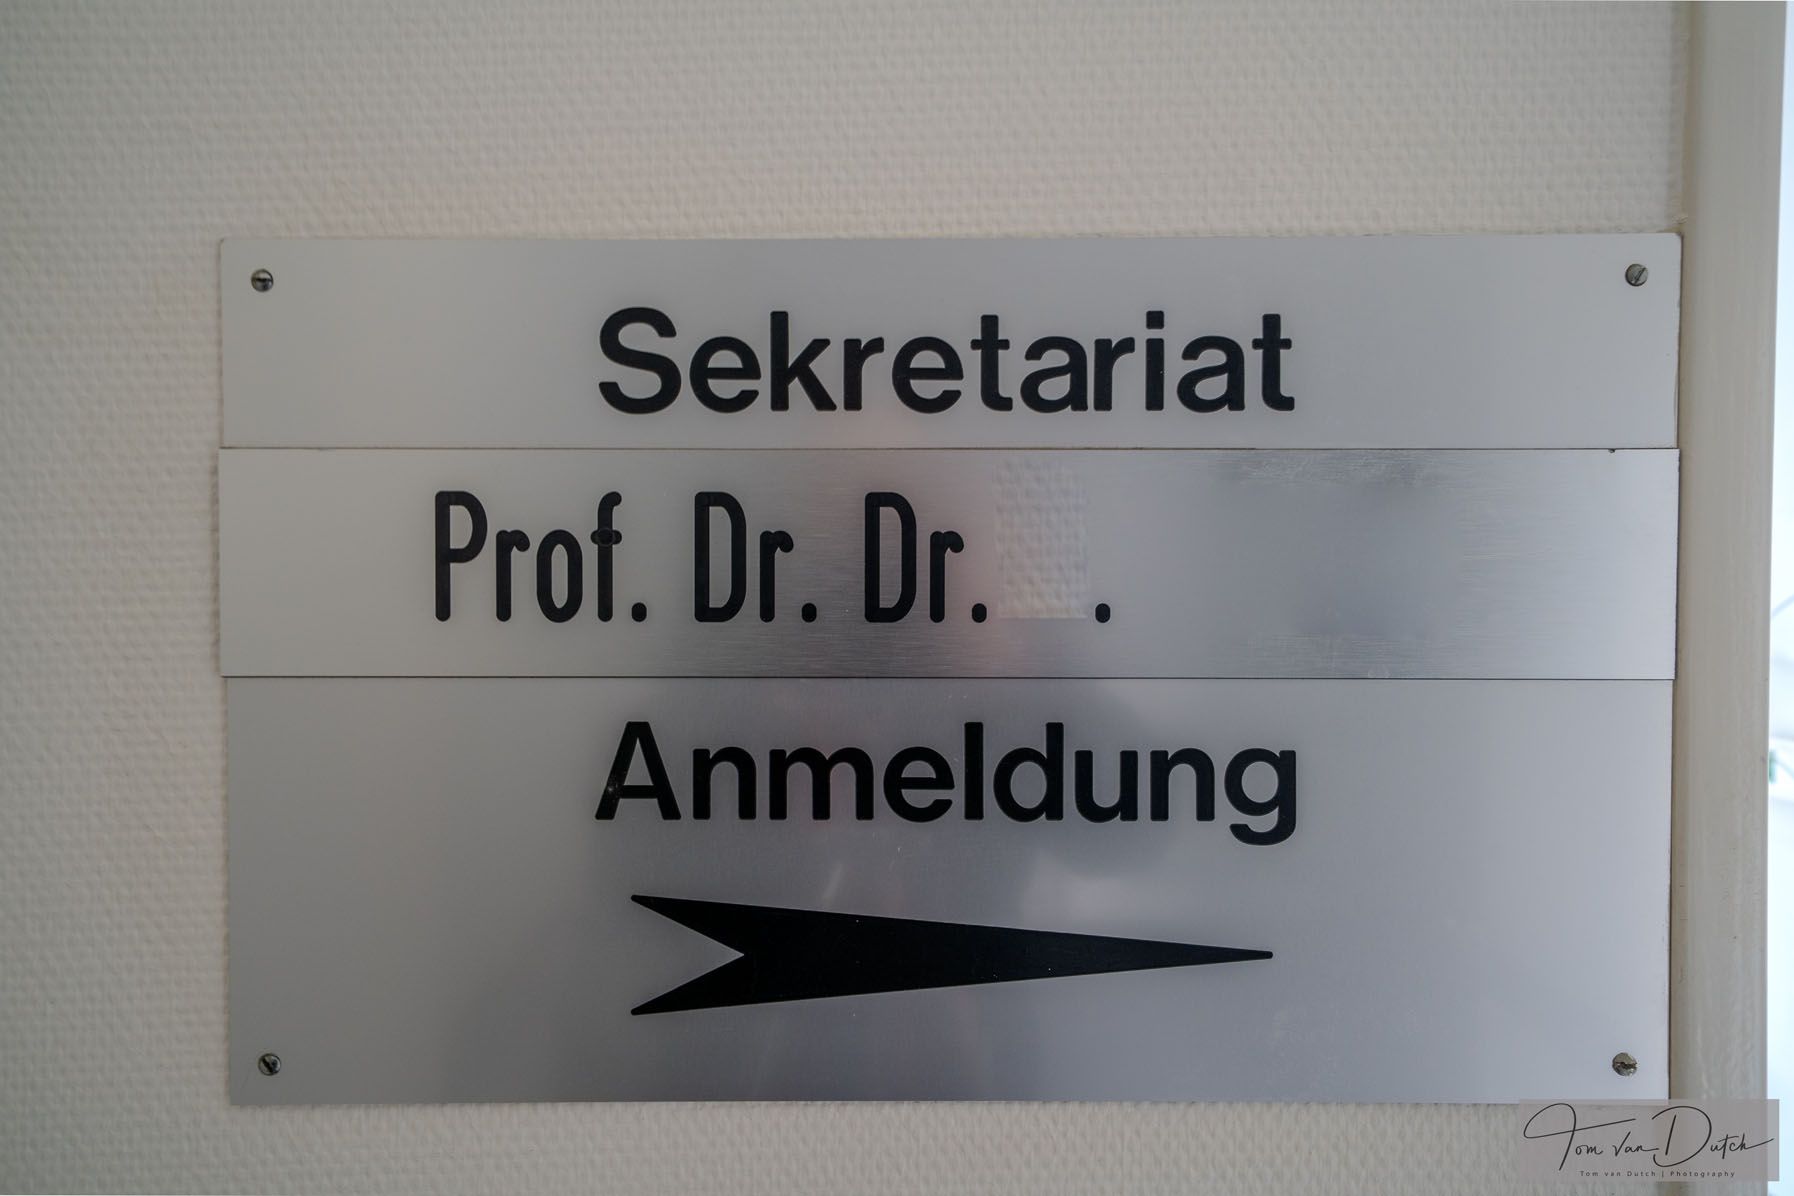 Sekretariat
Prof. Dr. Dr. .
Anmeldung
Tom van Dutch
Tom van Dutch | Photography